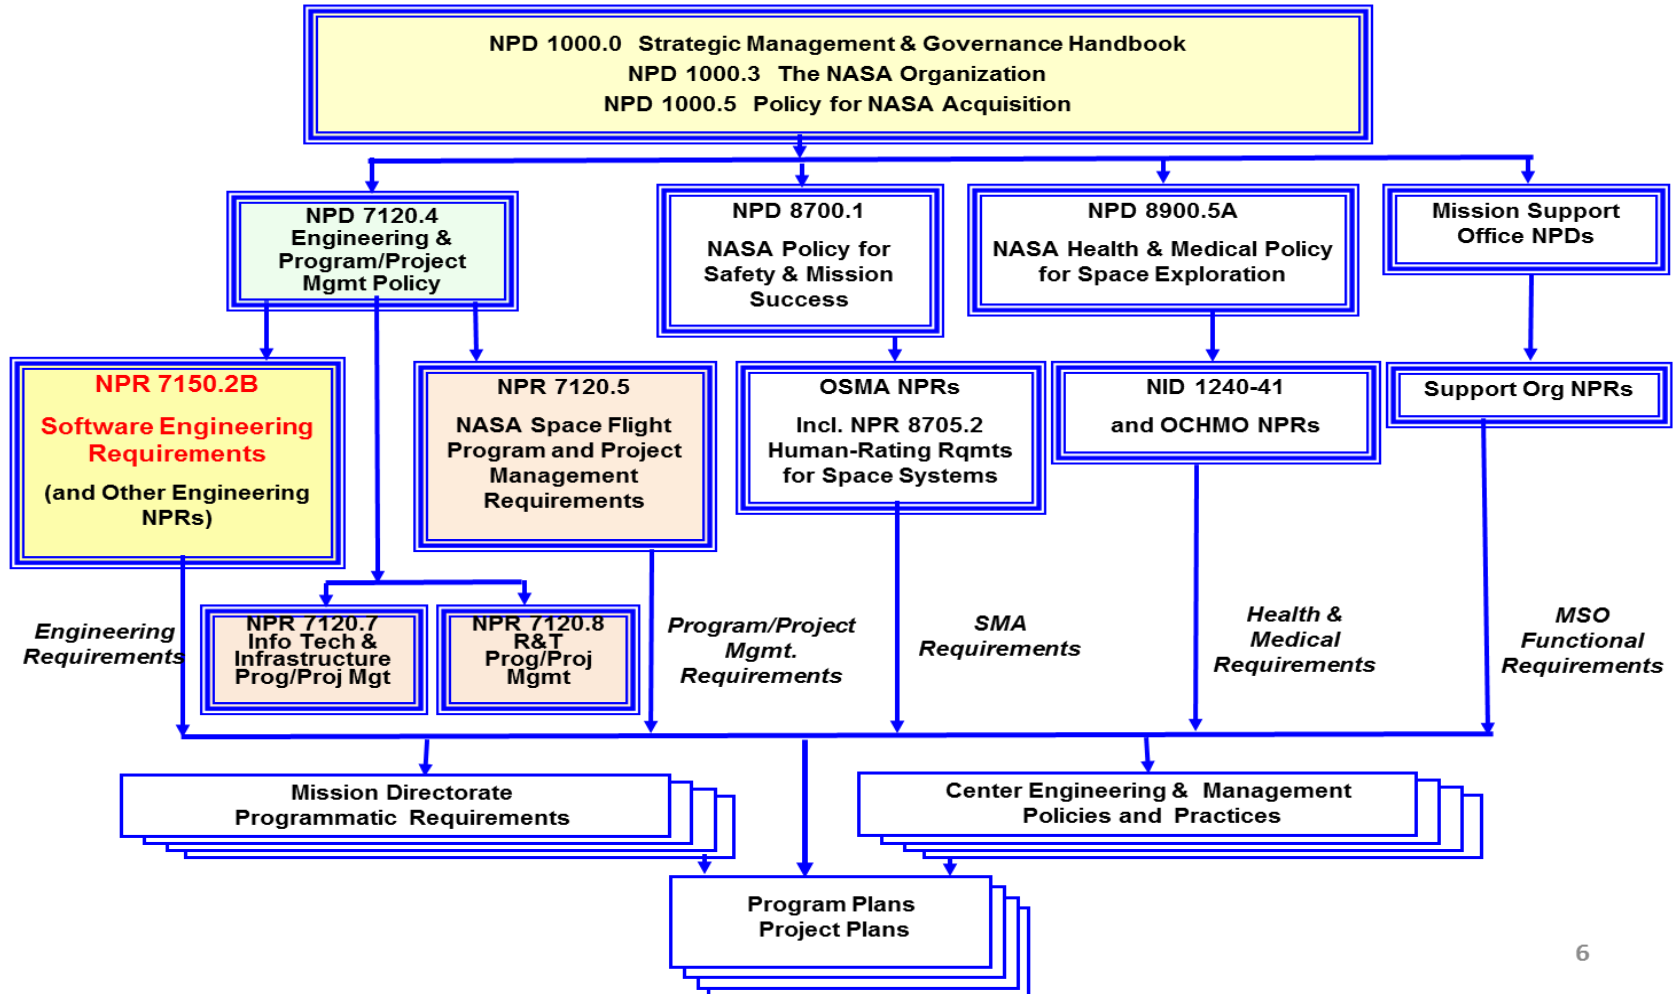 NPD 1000.0 Strategic Management & Governance Handbook
NPD 1000.3 The NASA Organization
NPD 1000.5 Policy for NASA Acquisition
NPD 7120.4
Engineering &
Program/Project
Mgmt Policy
NPD 8700.1
NASA Policy for
Safety & Mission
Success
NPD 8900.5A
NASA Health & Medical Policy
for Space Exploration
Mission Support
Office NPDs
NPR 7150.2B
Software Engineering
Requirements
(and Other Engineering
NPRs)
NPR 7120.5
NASA Space Flight
Program and Project
Management
Requirements
OSMA NPRs
Incl. NPR 8705.2
Human-Rating Rqmts
for Space Systems
NID 1240-41
and OCHMO NPRs
Support Org NPRs
Engineering
Requirements
NPR 7120.7
Info Tech &
Infrastructure
Prog/Proj Mgt
NPR 7120.8
R&T
Prog/Proj
Mgmt
Program/Project
Mgmt.
Requirements
SMA
Requirements
Health &
Medical
Requirements
MSO
Functional
Requirements
Mission Directorate
Programmatic Requirements
Center Engineering & Management
Policies and Practices
Program Plans
Project Plans
6